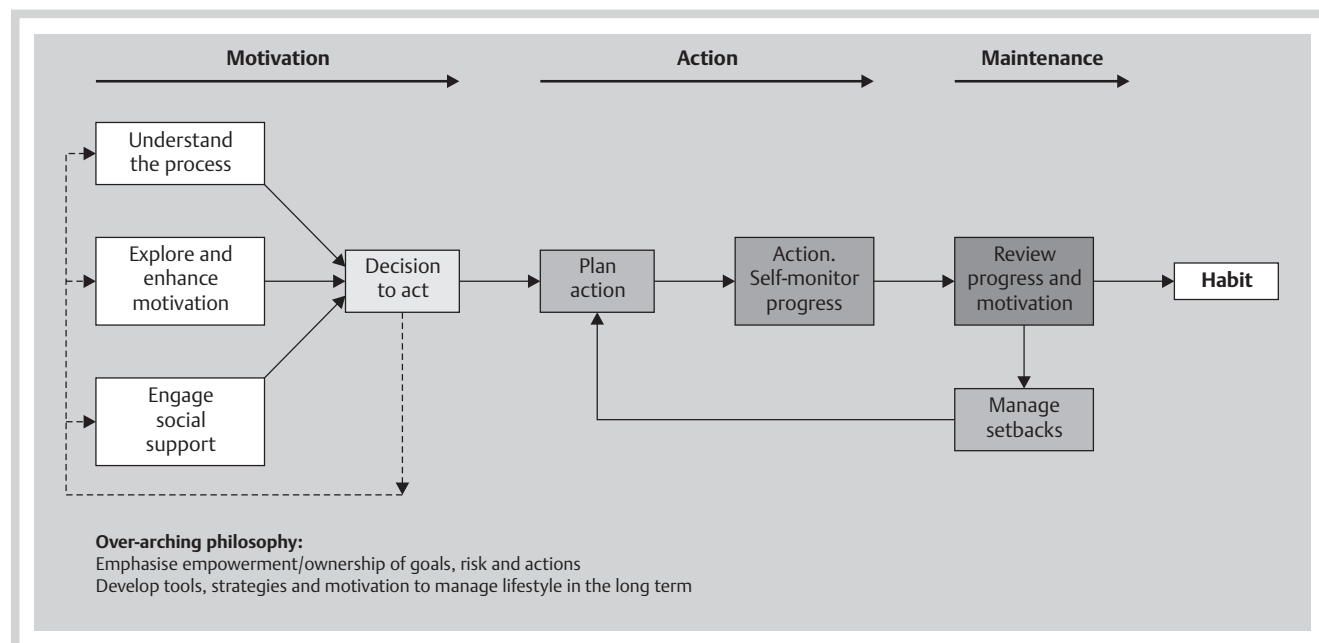 Motivation
Action
Maintenance
Understand
the process
Explore and
enhance
motivation
Engage
social
support
Decision
to act
Plan
action
Action.
Self-monitor
progress
Review
progress and
motivation
Habit
Manage
setbacks
Over-arching philosophy:
Emphasise empowerment/ownership of goals, risk and actions
Develop tools, strategies and motivation to manage lifestyle in the long term